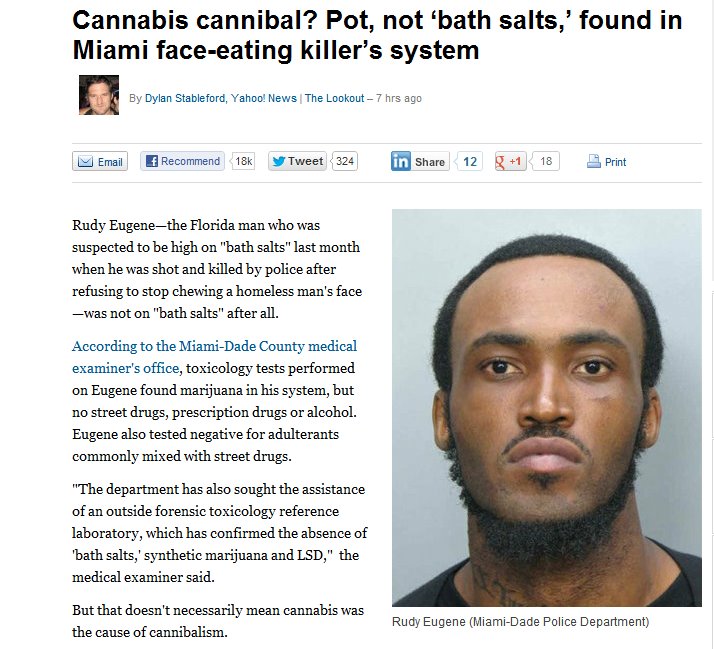 Cannabis cannibal? Pot, not ‘bath salts,’ found in
Miami face-eating killer’s system
By Dylan Stableford, Yahoo! News | The Lookout – 7 hrs ago
Email
Recommend
18k
Tweet
324
in Share
12
g +1
18
Print
Rudy Eugene—the Florida man who was
suspected to be high on "bath salts" last month
when he was shot and killed by police after
refusing to stop chewing a homeless man's face
—was not on "bath salts" after all.
According to the Miami-Dade County medical
examiner's office, toxicology tests performed
on Eugene found marijuana in his system, but
no street drugs, prescription drugs or alcohol.
Eugene also tested negative for adulterants
commonly mixed with street drugs.
"The department has also sought the assistance
of an outside forensic toxicology reference
laboratory, which has confirmed the absence of
'bath salts,' synthetic marijuana and LSD," the
medical examiner said.
But that doesn't necessarily mean cannabis was
the cause of cannibalism.
Rudy Eugene (Miami-Dade Police Department)